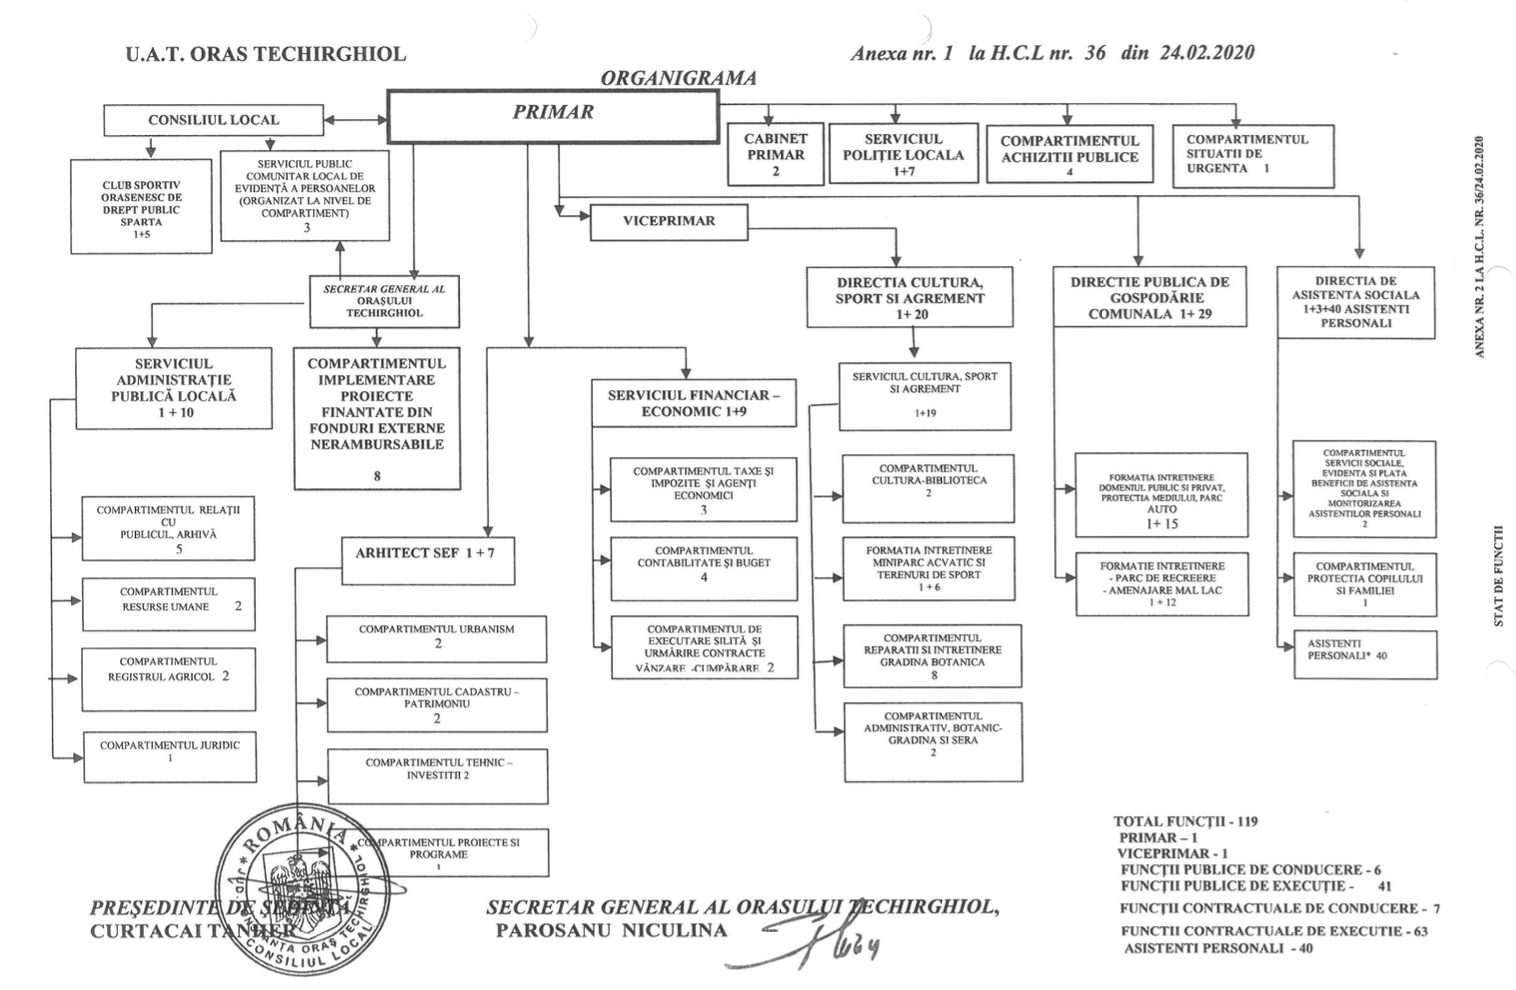 U.A.T. ORAS TECHIRGHIOL
Anexa nr. 1 la H.C.L nr. 36 din 24.02.2020
ORGANIGRAMA
PRIMAR
CONSILIUL LOCAL
CABINET
PRIMAR
2
SERVICIUL
POLIȚIE LOCALA
1+7
COMPARTIMENTUL
ACHIZITII PUBLICE
4
COMPARTIMENTUL
SITUATII DE
URGENTA 1
CLUB SPORTIV
ORASENESC DE
DREPT PUBLIC
SPARTA
1+5
SERVICIUL PUBLIC
COMUNITAR LOCAL DE
EVIDENȚĂ A PERSOANELOR
(ORGANIZAT LA NIVEL DE
COMPARTIMENT)
3
VICEPRIMAR
SECRETAR GENERAL AL
ORAȘULUI
TECHIRGHIOL
DIRECTIA CULTURA,
SPORT SI AGREMENT
1+ 20
DIRECTIE PUBLICA DE
GOSPODĂRIE
COMUNALA 1+ 29
DIRECTIA DE
ASISTENTA SOCIALA
1+3+40 ASISTENTI
PERSONALI
SERVICIUL
ADMINISTRAȚIE
PUBLICĂ LOCALĂ
1 + 10
COMPARTIMENTUL
IMPLEMENTARE
PROIECTE
FINANTATE DIN
FONDURI EXTERNE
NERAMBURSABILE
8
SERVICIUL FINANCIAR –
ECONOMIC 1+9
SERVICIUL CULTURA, SPORT
SI AGREMENT
1+19
COMPARTIMENTUL RELAȚII
CU
PUBLICUL, ARHIVĂ
5
COMPARTIMENTUL
RESURSE UMANE 2
COMPARTIMENTUL
REGISTRUL AGRICOL 2
COMPARTIMENTUL JURIDIC
1
ARHITECT SEF 1 + 7
COMPARTIMENTUL URBANISM
2
COMPARTIMENTUL CADASTRU –
PATRIMONIU
2
COMPARTIMENTUL TEHNIC –
INVESTITII 2
COMPARTIMENTUL PROIECTE SI
PROGRAME
1
COMPARTIMENTUL TAXE ȘI
IMPOZITE ȘI AGENȚI
ECONOMICI
3
COMPARTIMENTUL
CONTABILITATE ȘI BUGET
4
COMPARTIMENTUL DE
EXECUTARE SILITĂ ȘI
URMĂRIRE CONTRACTE
VÂNZARE -CUMPĂRARE 2
COMPARTIMENTUL
CULTURA-BIBLIOTECA
2
FORMATIA INTRETINERE
MINIPARC ACVATIC SI
TERENURI DE SPORT
1 + 6
COMPARTIMENTUL
REPARATII SI INTRETINERE
GRADINA BOTANICA
8
COMPARTIMENTUL
ADMINISTRATIV, BOTANIC-
GRADINA SI SERA
2
FORMATIA INTRETINERE
DOMENIUL PUBLIC SI PRIVAT,
PROTECTIA MEDIULUI, PARC
AUTO
1+ 15
FORMATIE INTRETINERE
- PARC DE RECREERE
- AMENAJARE MAL LAC
1 + 12
COMPARTIMENTUL
SERVICII SOCIALE,
EVIDENTA SI PLATA
BENEFICII DE ASISTENTA
SOCIALA SI
MONITORIZAREA
ASISTENTILOR PERSONALI
2
COMPARTIMENTUL
PROTECTIA COPILULUI
SI FAMILIEI
1
ASISTENTI
PERSONALI* 40
ANEXA NR. 2 LA H.C.L. NR. 36/24.02.2020
STAT DE FUNCTII
TOTAL FUNCȚII - 119
PRIMAR – 1
VICEPRIMAR - 1
FUNCȚII PUBLICE DE CONDUCERE - 6
FUNCȚII PUBLICE DE EXECUȚIE - 41
FUNCȚII CONTRACTUALE DE CONDUCERE - 7
FUNCTII CONTRACTUALE DE EXECUTIE - 63
ASISTENTI PERSONALI - 40
PREȘEDINTE DE ȘEDINȚA
CURTACAI TANHER
* ROMÂNIA *
JUD. CONSTANȚA ORAȘ TECHIRGHIOL
CONSILIUL LOCAL
SECRETAR GENERAL AL ORASULUI TECHIRGHIOL,
PAROSANU NICULINA